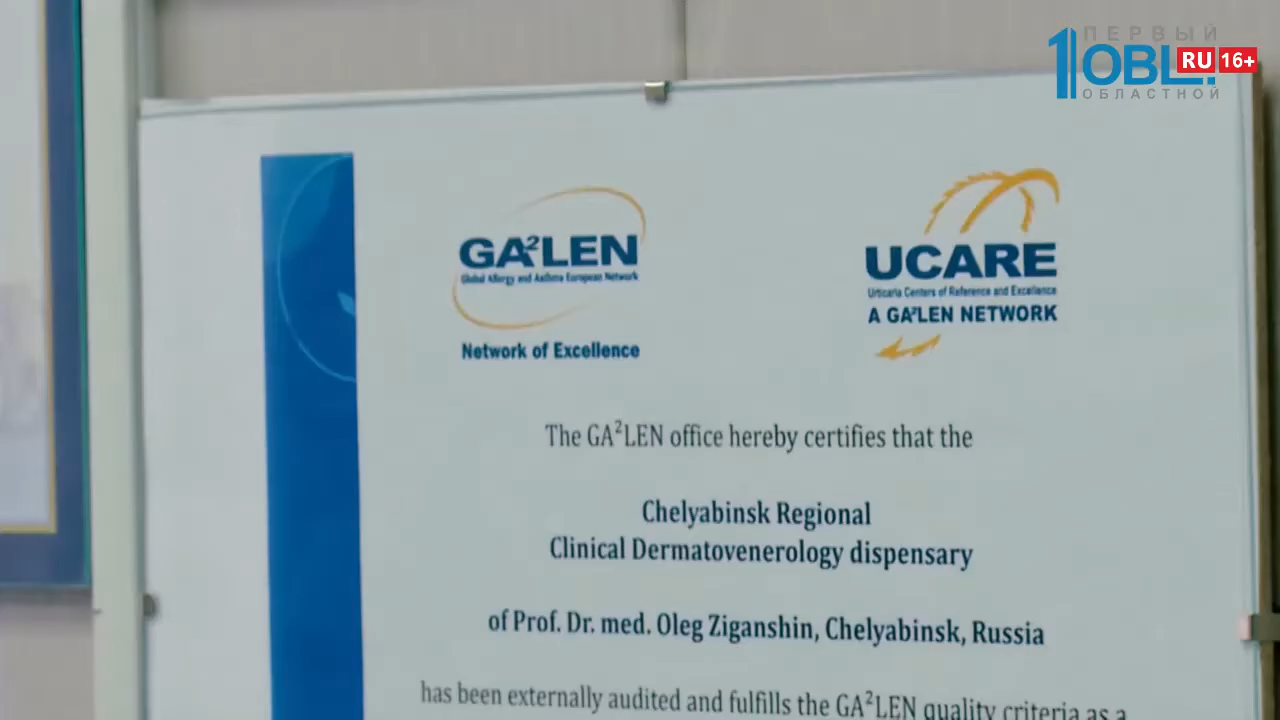 ПЕРВЫЙ
1OBL.
RU 16+
ОБЛАСТНОЙ
GA²LEN
Global Allergy and Asthma European Network
Network of Excellence
UCARE
Urticaria Centers of Reference and Excellence
A GA²LEN NETWORK
The GA²LEN office hereby certifies that the
Chelyabinsk Regional
Clinical Dermatovenerology dispensary
of Prof. Dr. med. Oleg Ziganshin, Chelyabinsk, Russia
has been externally audited and fulfills the GA²LEN quality criteria as a